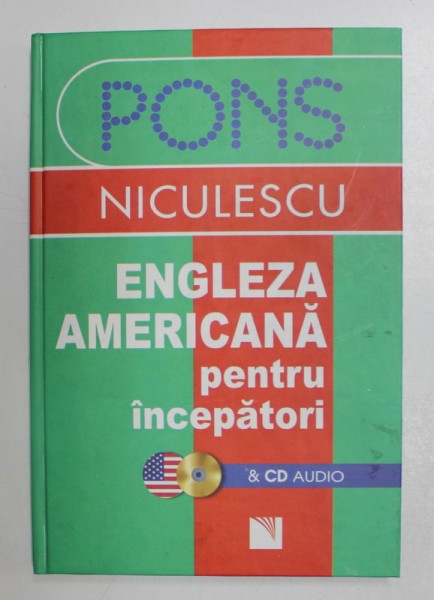 PONS
NICULESCU
ENGLEZA
AMERICANĂ
pentru
începători
& CD AUDIO